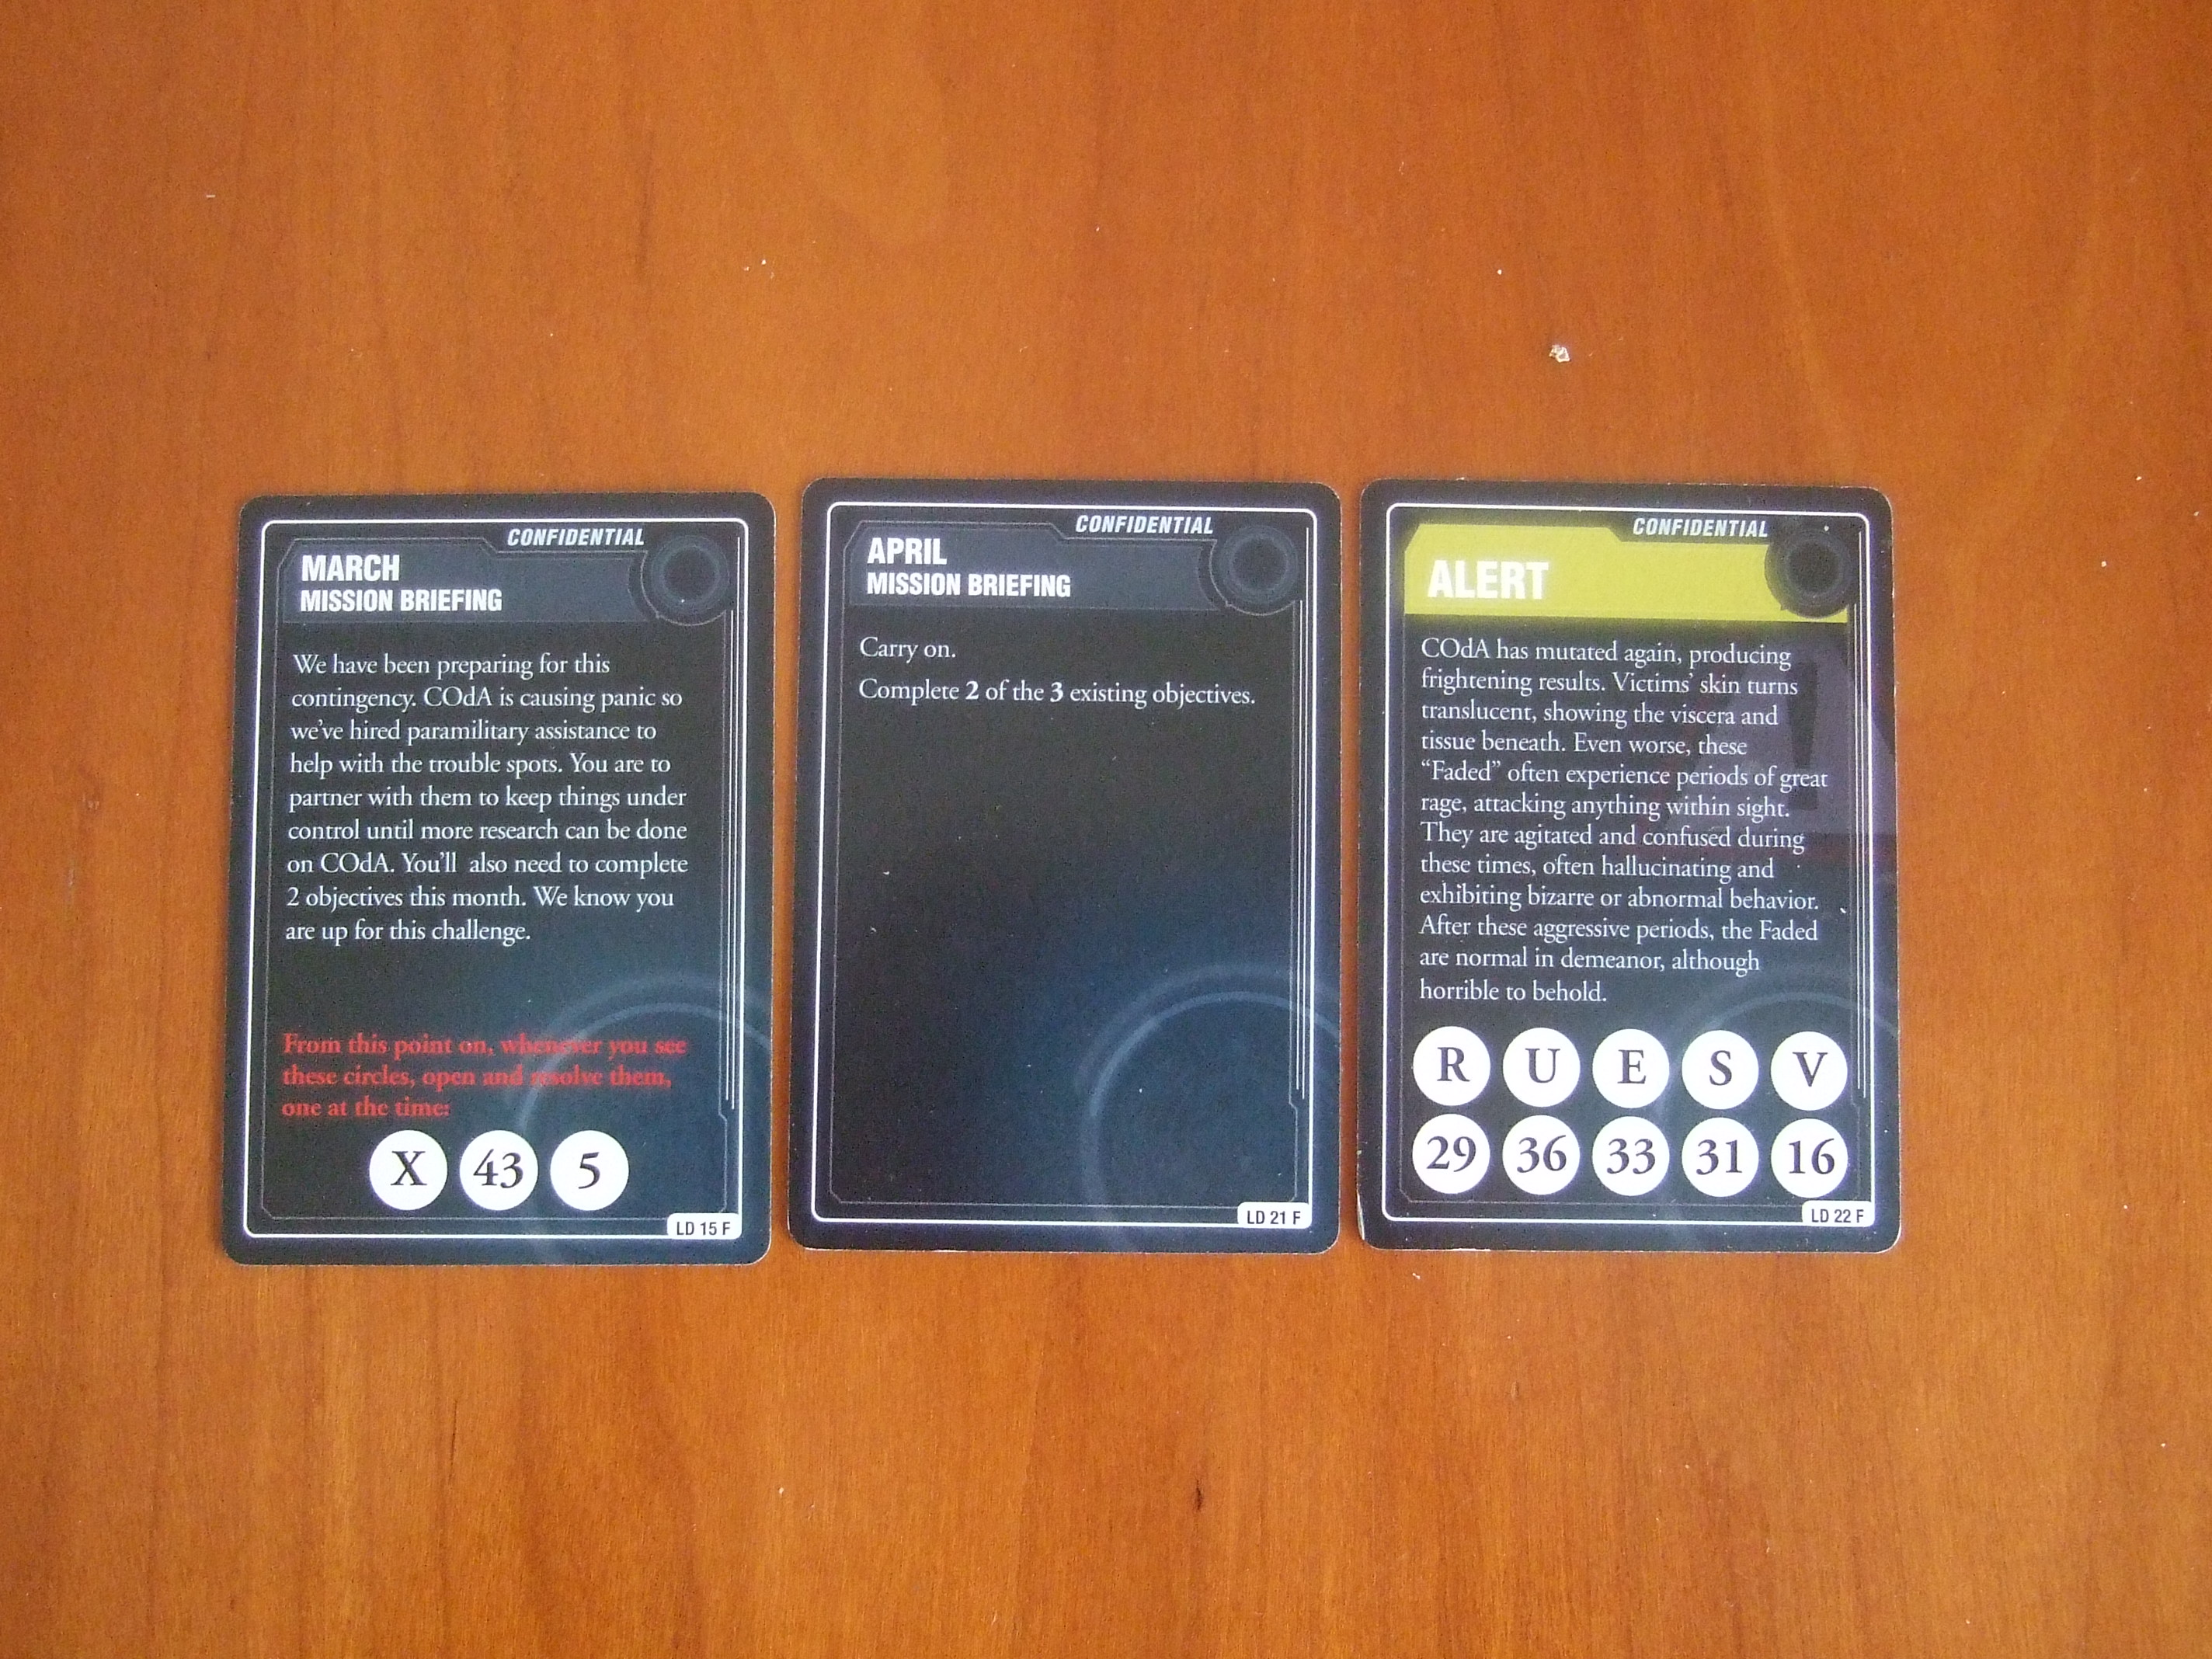 CONFIDENTIAL
MARCH
MISSION BRIEFING
We have been preparing for this
contingency. COdA is causing panic so
we've hired paramilitary assistance to
help with the trouble spots. You are to
partner with them to keep things under
control until more research can be done
on COdA. You'll also need to complete
2 objectives this month. We know you
are up for this challenge.
From this point on, whenever you see
these circles, open and resolve them,
one at the time:
X 43 5
LD 15 F
CONFIDENTIAL
APRIL
MISSION BRIEFING
Carry on.
Complete 2 of the 3 existing objectives.
LD 21 F
CONFIDENTIAL
ALERT
COdA has mutated again, producing
frightening results. Victims' skin turns
translucent, showing the viscera and
tissue beneath. Even worse, these
“Faded” often experience periods of great
rage, attacking anything within sight.
They are agitated and confused during
these times, often hallucinating and
exhibiting bizarre or abnormal behavior.
After these aggressive periods, the Faded
are normal in demeanor, although
horrible to behold.
R U E S V
29 36 33 31 16
LD 22 F